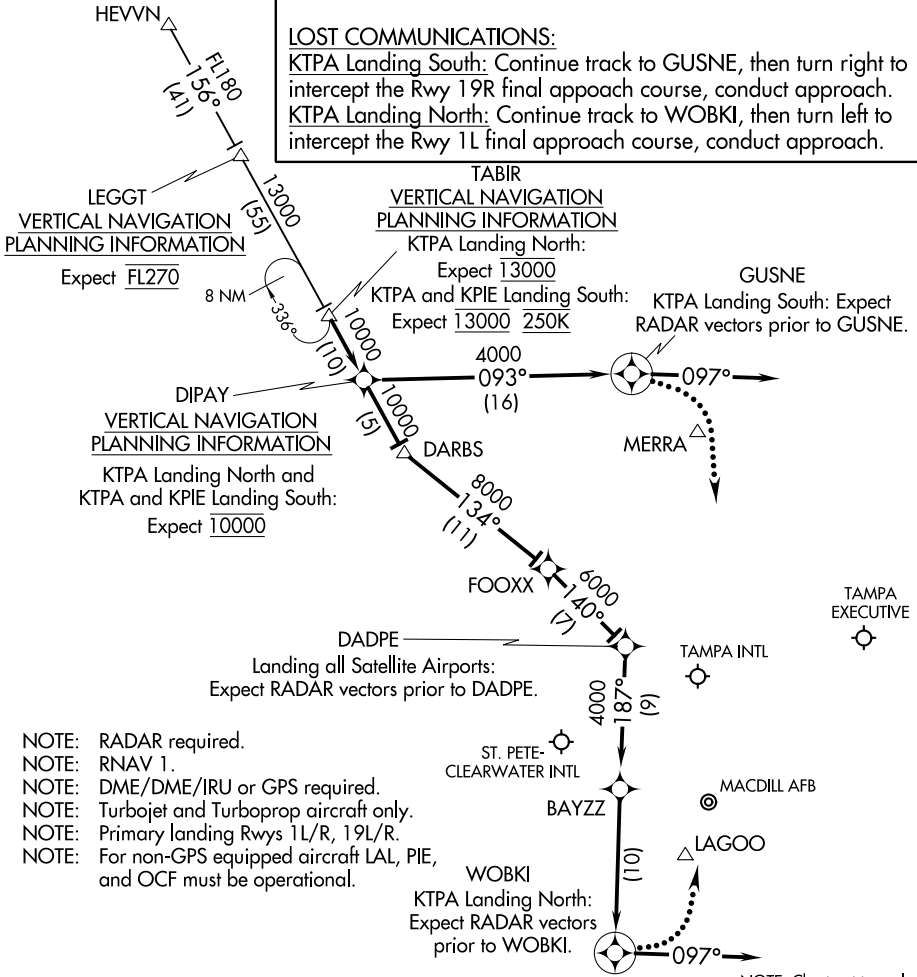 HEVVN
FL180
156°
(41)
LOST COMMUNICATIONS:
KTPA Landing South: Continue track to GUSNE, then turn right to
intercept the Rwy 19R final appoach course, conduct approach.
KTPA Landing North: Continue track to WOBKI, then turn left to
intercept the Rwy 1L final approach course, conduct approach.
LEGGT
VERTICAL NAVIGATION
PLANNING INFORMATION
Expect FL270
13000
(55)
TABIR
VERTICAL NAVIGATION
PLANNING INFORMATION
KTPA Landing North:
Expect 13000
KTPA and KPIE Landing South:
Expect 13000 250K
8 NM
336°
10000
(10)
GUSNE
KTPA Landing South: Expect
RADAR vectors prior to GUSNE.
4000
093°
(16)
097°
MERRA
DIPAY
VERTICAL NAVIGATION
PLANNING INFORMATION
KTPA Landing North and
KTPA and KPIE Landing South:
Expect 10000
10000
(5)
DARBS
8000
134°
(11)
FOOXX
6000
140°
(7)
TAMPA
EXECUTIVE
DADPE
Landing all Satellite Airports:
Expect RADAR vectors prior to DADPE.
TAMPA INTL
4000
187°
(9)
NOTE: RADAR required.
NOTE: RNAV 1.
NOTE: DME/DME/IRU or GPS required.
NOTE: Turbojet and Turboprop aircraft only.
NOTE: Primary landing Rwys 1L/R, 19L/R.
NOTE: For non-GPS equipped aircraft LAL, PIE,
and OCF must be operational.
ST. PETE-
CLEARWATER INTL
BAYZZ
MACDILL AFB
(10)
LAGOO
WOBKI
KTPA Landing North:
Expect RADAR vectors
prior to WOBKI.
097°